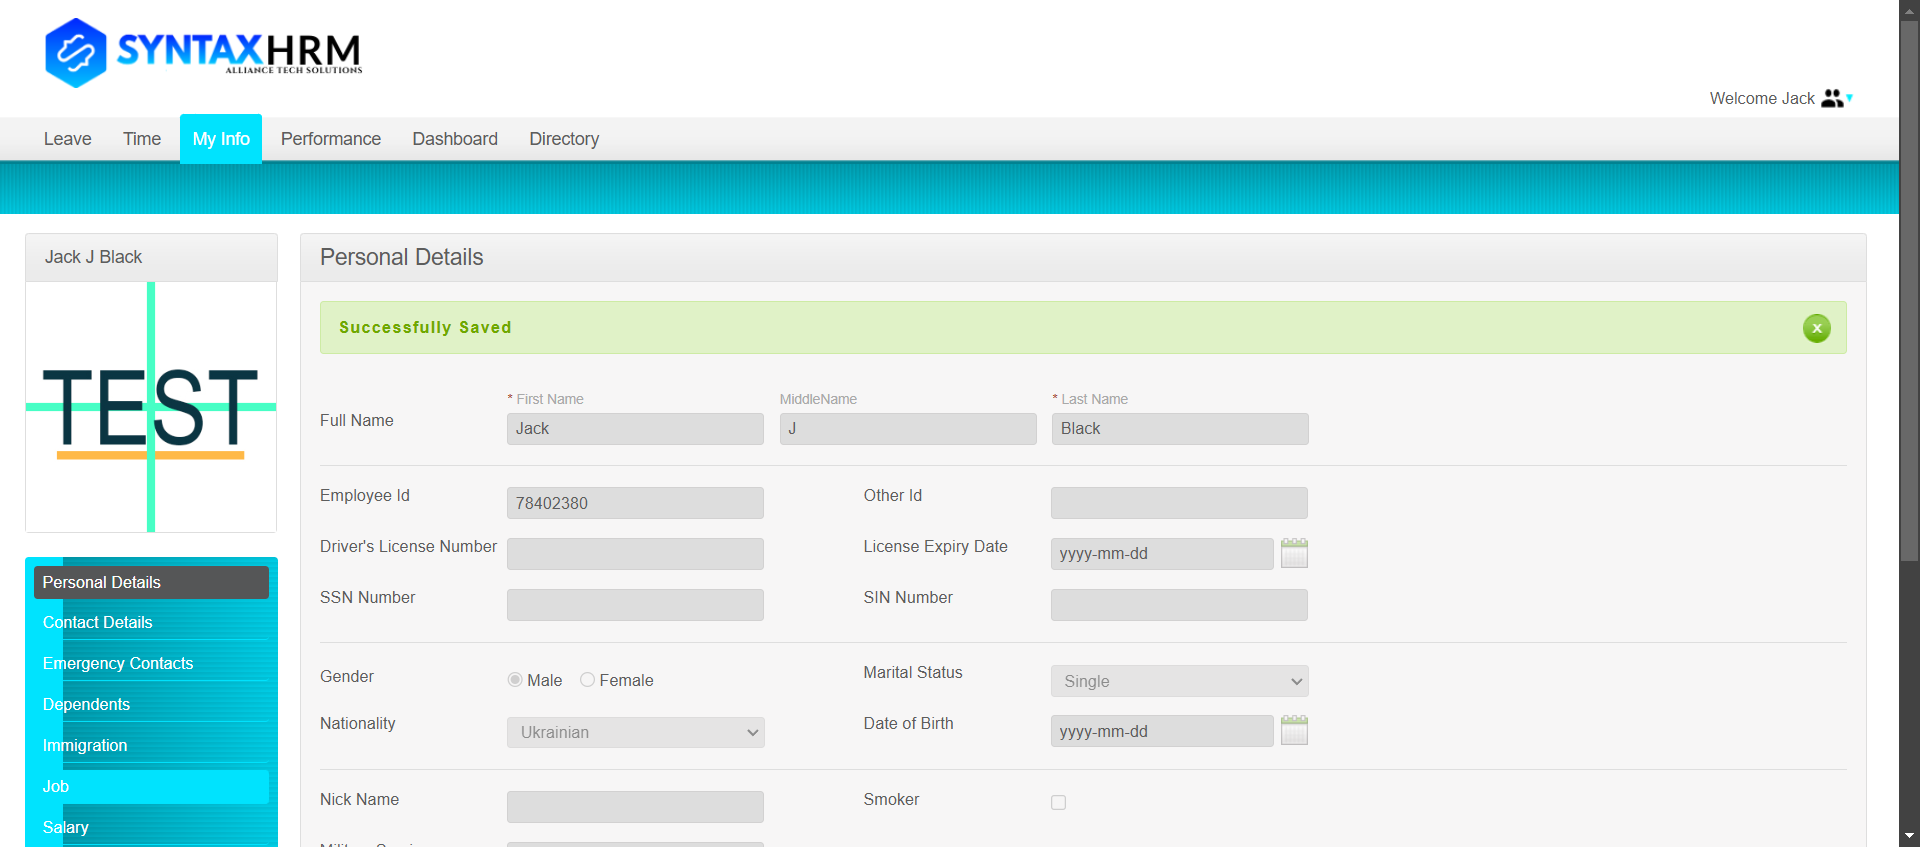 SYNTAXHRM
ALLIANCE TECH SOLUTIONS
Welcome Jack
Leave Time My Info Performance Dashboard Directory
Jack J Black
TEST
Personal Details
Contact Details
Emergency Contacts
Dependents
Immigration
Job
Salary
Personal Details
Successfully Saved
x
* First Name MiddleName * Last Name
Full Name Jack J Black
Employee Id 78402380 Other Id
Driver's License Number License Expiry Date yyyy-mm-dd
SSN Number SIN Number
Gender Male Female Marital Status Single
Nationality Ukrainian Date of Birth yyyy-mm-dd
Nick Name Smoker